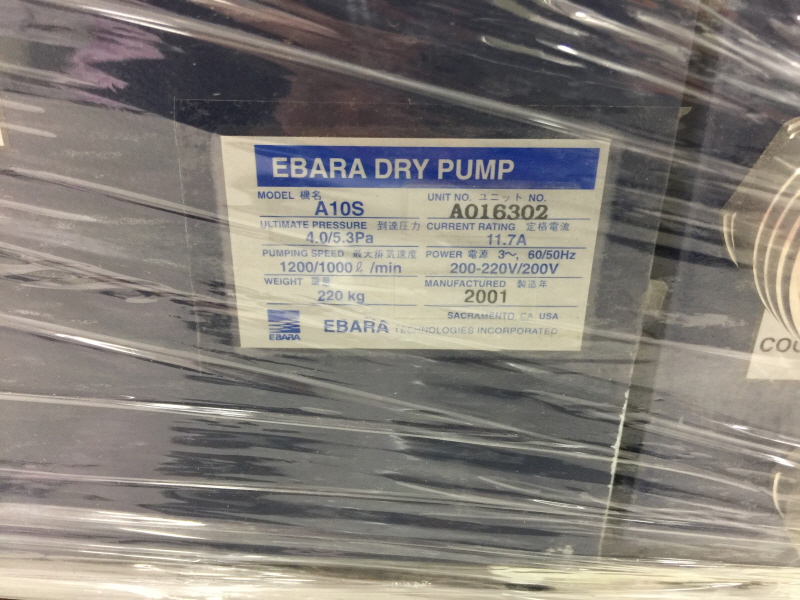 EBARA DRY PUMP
MODEL 機名
A10S
UNIT NO. ユニット NO.
A016302
ULTIMATE PRESSURE 到達圧力
4.0/5.3Pa
CURRENT RATING 定格電流
11.7A
PUMPING SPEED 最大排気速度
1200/1000ℓ /min
POWER 電源 3~, 60/50Hz
200-220V/200V
WEIGHT 重量
220 kg
MANUFACTURED 製造年
2001
SACRAMENTO, CA. USA
EBARA
EBARA TECHNOLOGIES INCORPORATED
COU